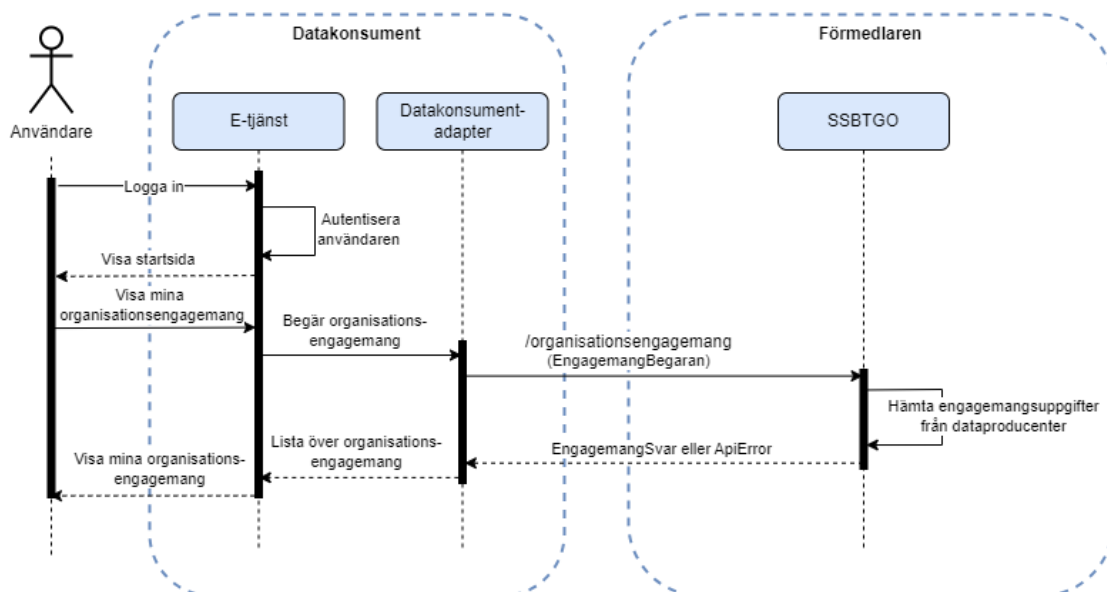 Datakonsument
Förmedlaren
Användare
E-tjänst
Datakonsument-
adapter
SSBTGO
Logga in
Autentisera
användaren
Visa startsida
Visa mina
organisationsengagemang
Begär organisations-
engagemang
/organisationsengagemang
(EngagemangBegaran)
Hämta engagemangsuppgifter
från dataproducenter
EngagemangSvar eller ApiError
Lista över organisations-
engagemang
Visa mina organisations-
engagemang